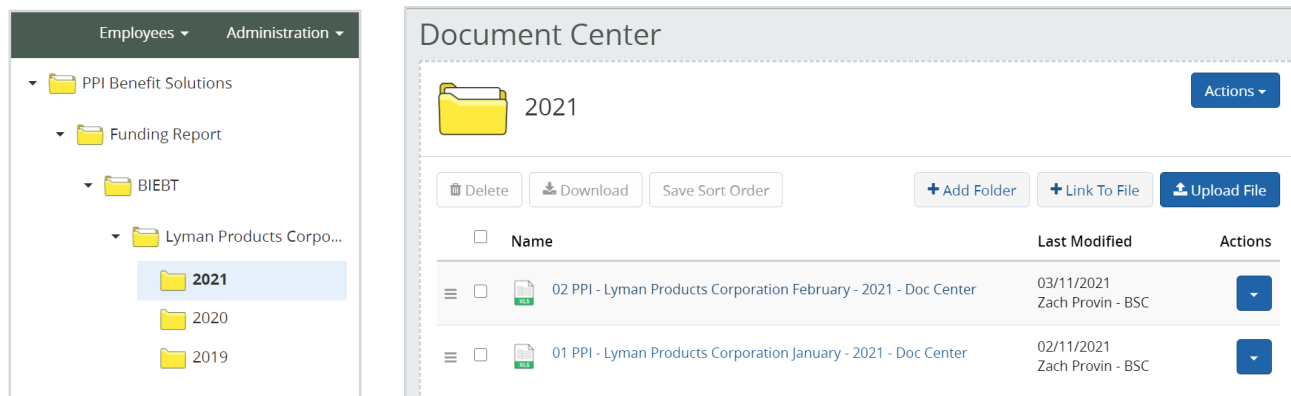 Employees Administration
PPI Benefit Solutions
Funding Report
BIEBT
Lyman Products Corpo...
2021
2020
2019
Document Center
2021
Actions
Delete Download Save Sort Order + Add Folder + Link To File Upload File
Name Last Modified Actions
XLS 02 PPI - Lyman Products Corporation February - 2021 - Doc Center 03/11/2021
Zach Provin - BSC
XLS 01 PPI - Lyman Products Corporation January - 2021 - Doc Center 02/11/2021
Zach Provin - BSC